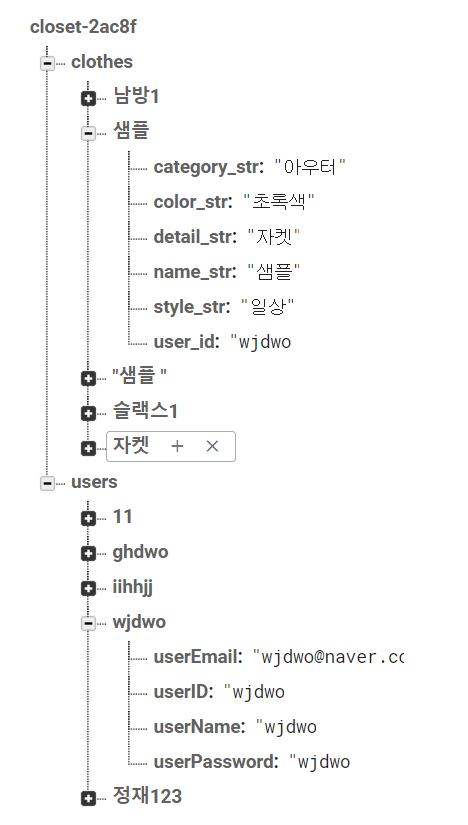 closet-2ac8f
clothes
남방1
샘플
category_str: "아우터"
color_str: "초록색"
detail_str: "자켓"
name_str: "샘플"
style_str: "일상"
user_id: "wjdwo
"샘플 "
슬랙스1
자켓 + ×
users
11
ghdwo
iihhjj
wjdwo
userEmail: "wjdwo@naver.cc
userID: "wjdwo
userName: "wjdwo
userPassword: "wjdwo
정재123